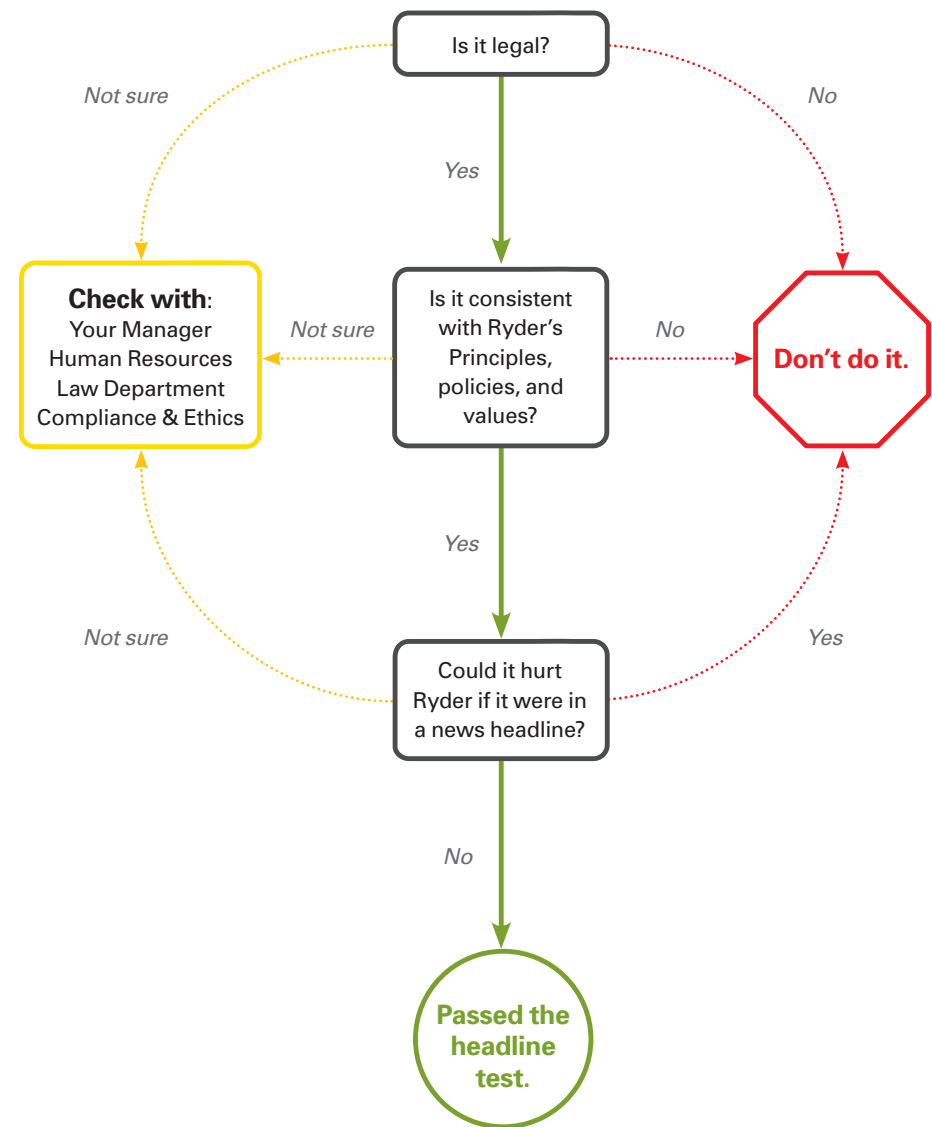 Is it legal?
Not sure
No
Yes
Check with:
Your Manager
Human Resources
Law Department
Compliance & Ethics
Not sure
Is it consistent
with Ryder’s
Principles,
policies, and
values?
No
Don’t do it.
Yes
Not sure
Yes
Could it hurt
Ryder if it were in
a news headline?
No
Passed the
headline
test.